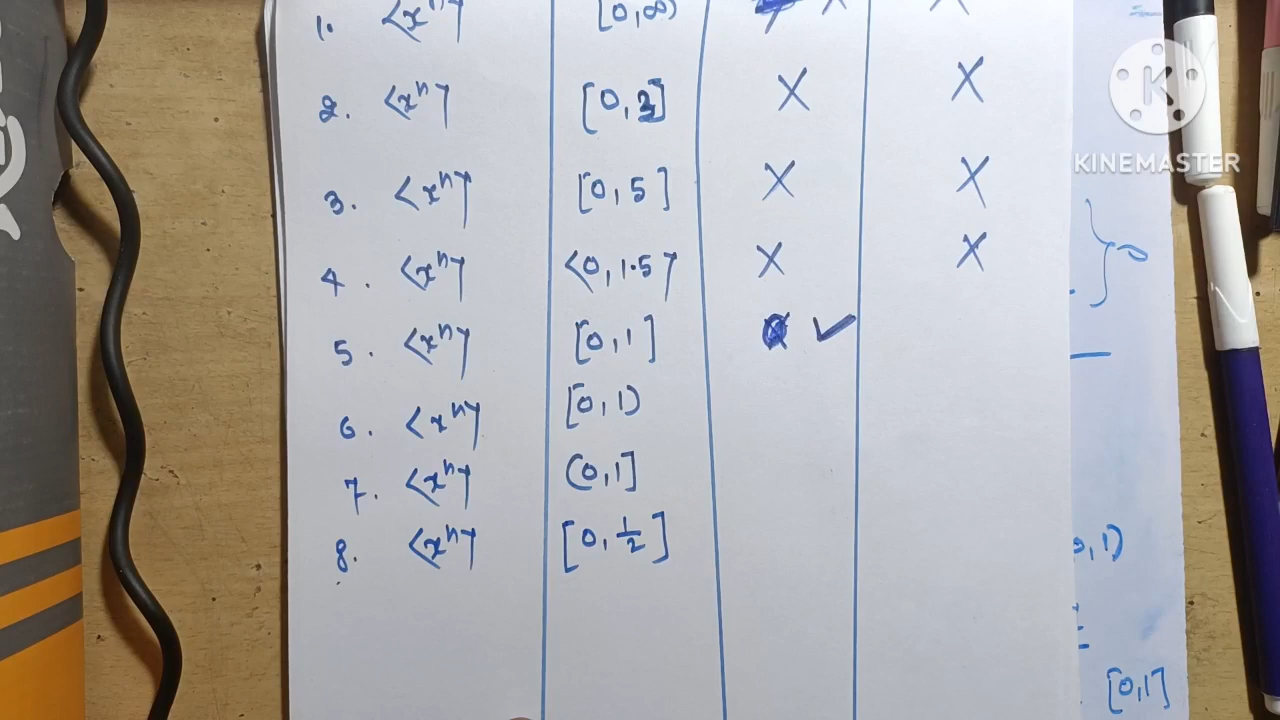 1. <xⁿ> [0,∞) ✗ ✗
2. <xⁿ> [0,3] ✗ ✗
KINEMASTER
3. <xⁿ> [0,5] ✗ ✗
4. <xⁿ> <0,1.5> ✗ ✗
5. <xⁿ> [0,1] ✓
6. <xⁿ> [0,1)
7. <xⁿ> (0,1]
8. <xⁿ> [0,1/2]
,1)
[0,1]